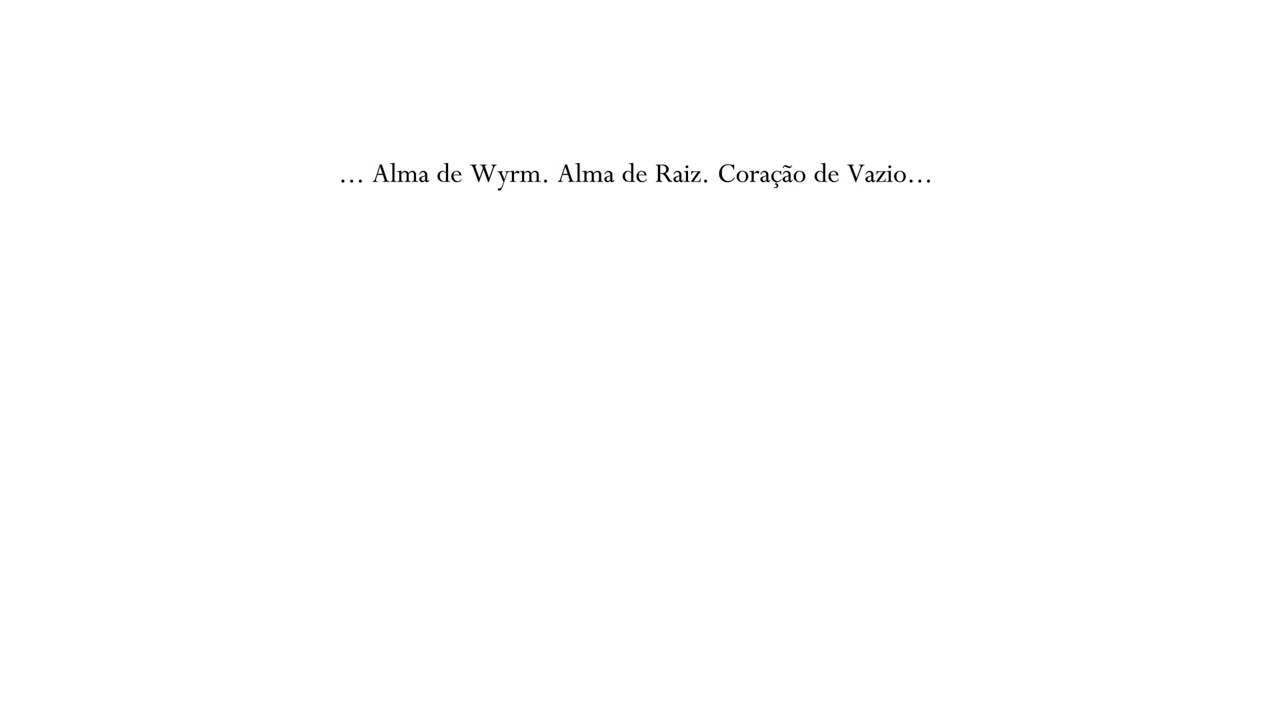 … Alma de Wyrm. Alma de Raiz. Coração de Vazio…